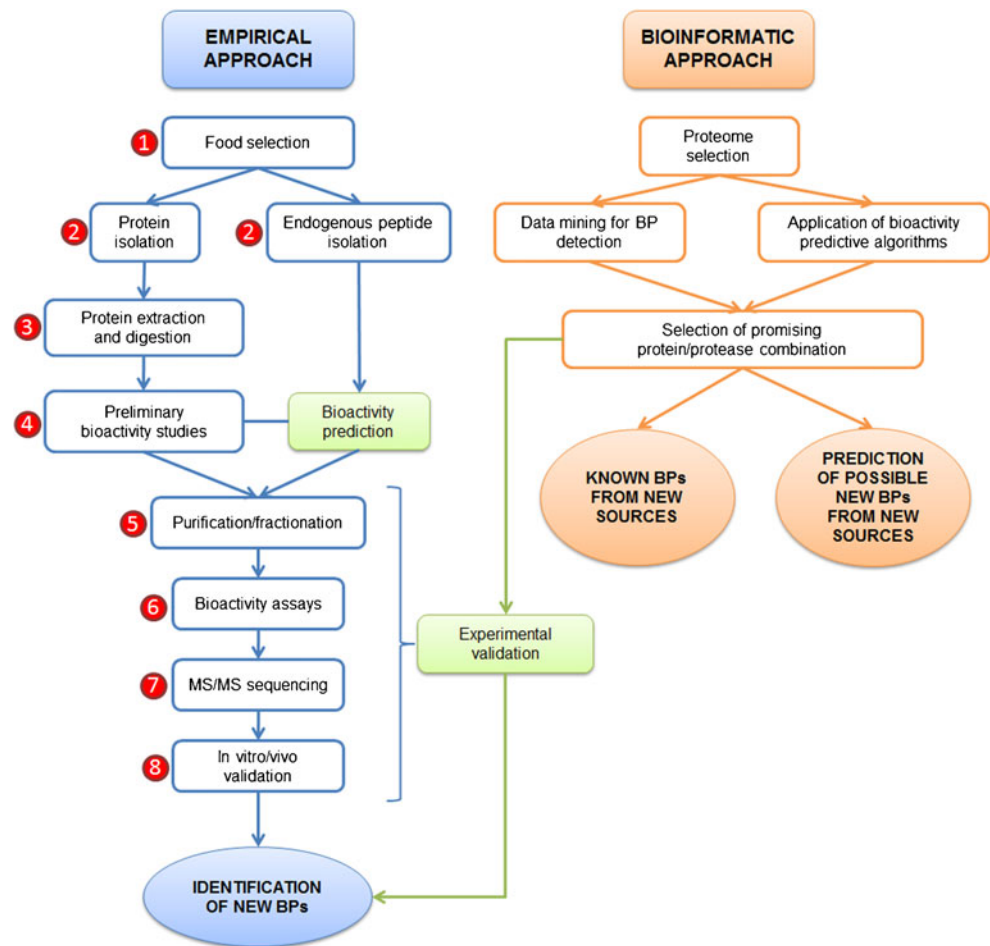 EMPIRICAL
APPROACH
1
Food selection
2
Protein
isolation
2
Endogenous peptide
isolation
3
Protein extraction
and digestion
4
Preliminary
bioactivity studies
Bioactivity
prediction
5
Purification/fractionation
6
Bioactivity assays
7
MS/MS sequencing
8
In vitro/vivo
validation
IDENTIFICATION
OF NEW BPs
BIOINFORMATIC
APPROACH
Proteome
selection
Data mining for BP
detection
Application of bioactivity
predictive algorithms
Selection of promising
protein/protease combination
KNOWN BPs
FROM NEW
SOURCES
PREDICTION
OF POSSIBLE
NEW BPs
FROM NEW
SOURCES
Experimental
validation